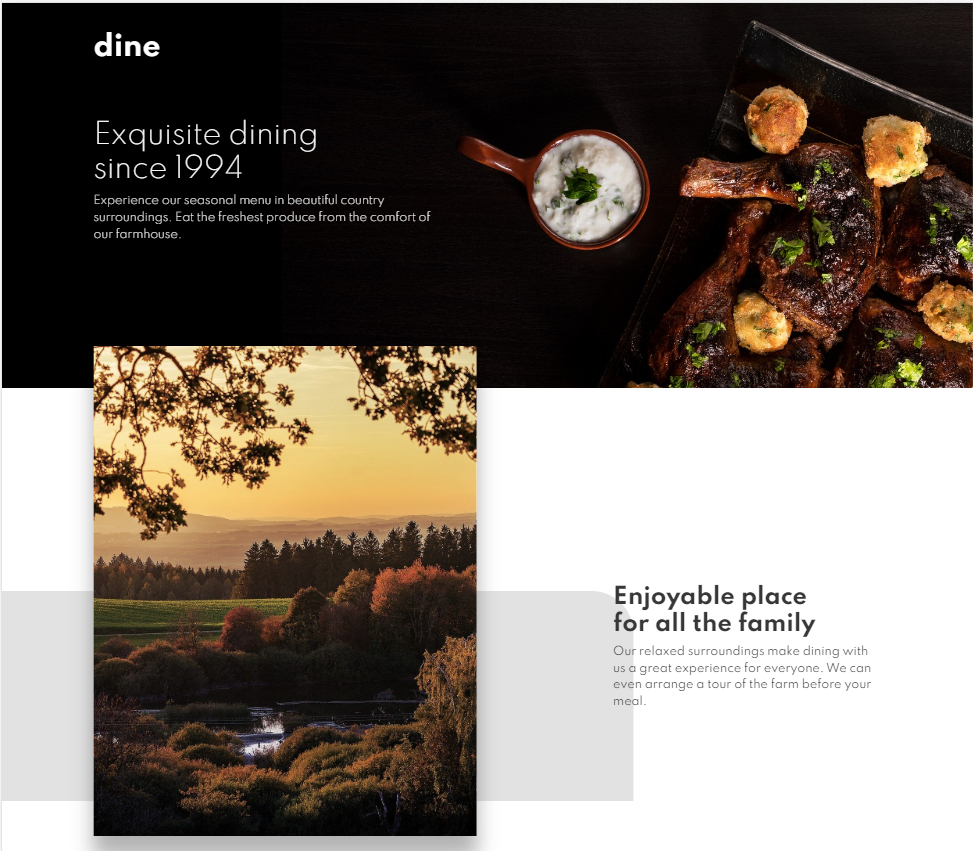 dine
Exquisite dining
since 1994
Experience our seasonal menu in beautiful country
surroundings. Eat the freshest produce from the comfort of
our farmhouse.
Enjoyable place
for all the family
Our relaxed surroundings make dining with
us a great experience for everyone. We can
even arrange a tour of the farm before your
meal.